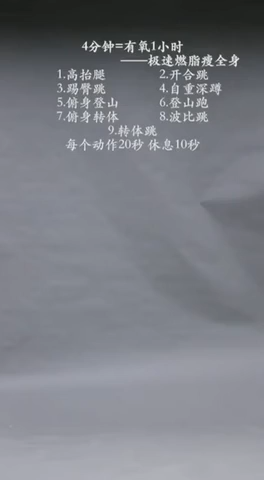 4分钟=有氧1小时
——极速燃脂瘦全身
1.高抬腿 2.开合跳
3.踢臀跳 4.自重深蹲
5.俯身登山 6.登山跑
7.俯身转体 8.波比跳
9.转体跳
每个动作20秒 休息10秒